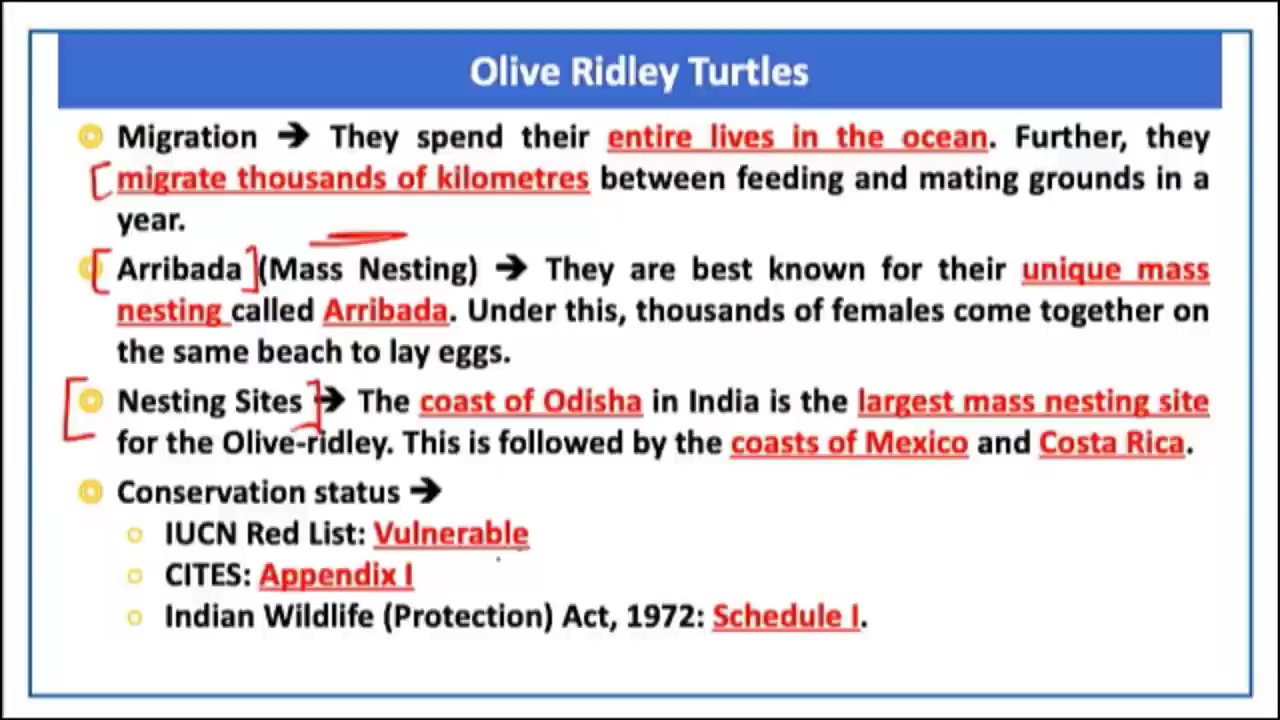 Olive Ridley Turtles
Migration ➔ They spend their entire lives in the ocean. Further, they
migrate thousands of kilometres between feeding and mating grounds in a
year.
Arribada (Mass Nesting) ➔ They are best known for their unique mass
nesting called Arribada. Under this, thousands of females come together on
the same beach to lay eggs.
Nesting Sites ➔ The coast of Odisha in India is the largest mass nesting site
for the Olive-ridley. This is followed by the coasts of Mexico and Costa Rica.
Conservation status ➔
IUCN Red List: Vulnerable
CITES: Appendix I
Indian Wildlife (Protection) Act, 1972: Schedule I.